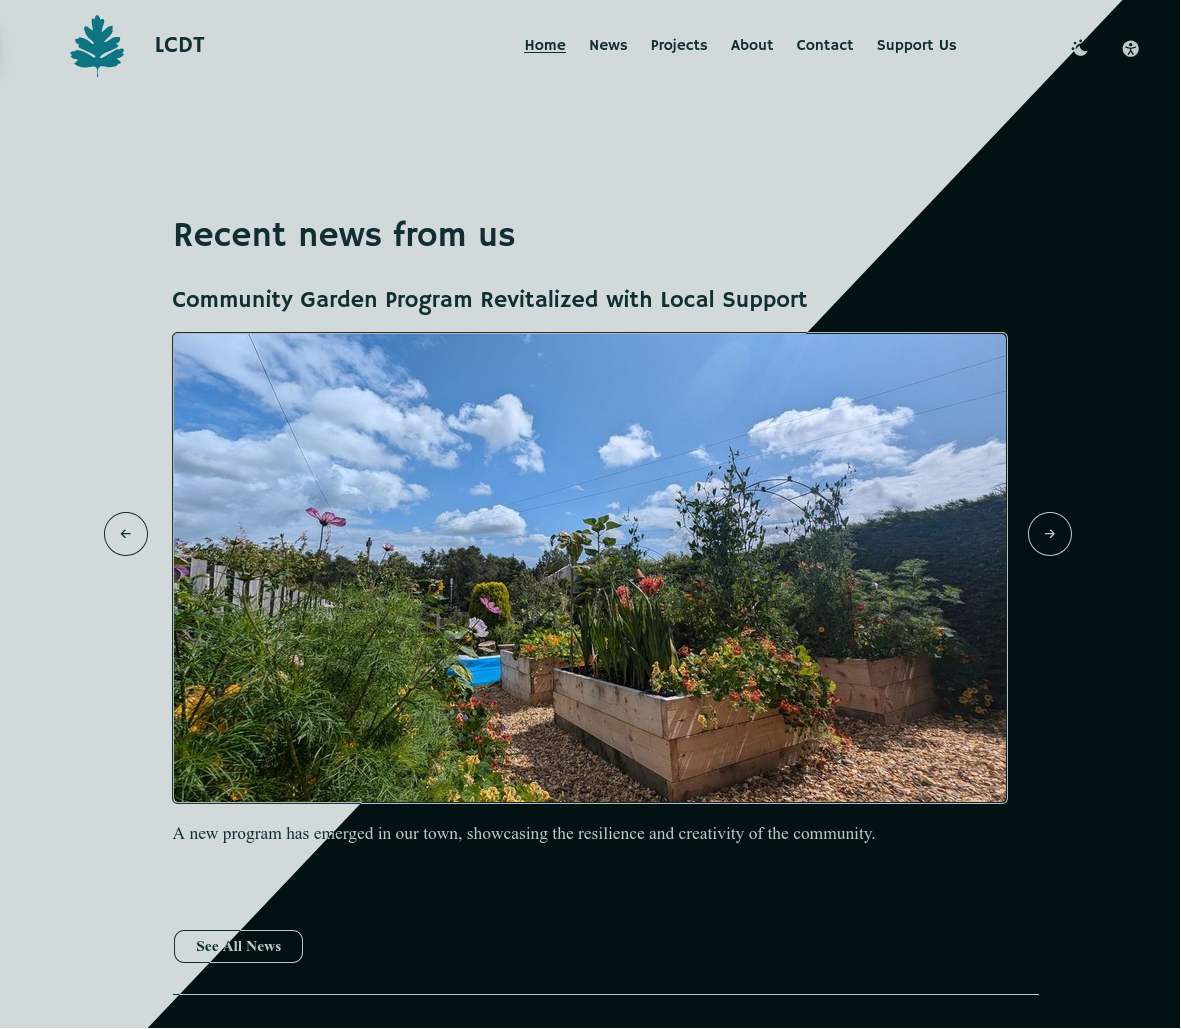 LCDT
Home News Projects About Contact Support Us
Recent news from us
Community Garden Program Revitalized with Local Support
A new program has emerged in our town, showcasing the resilience and creativity of the community.
See All News